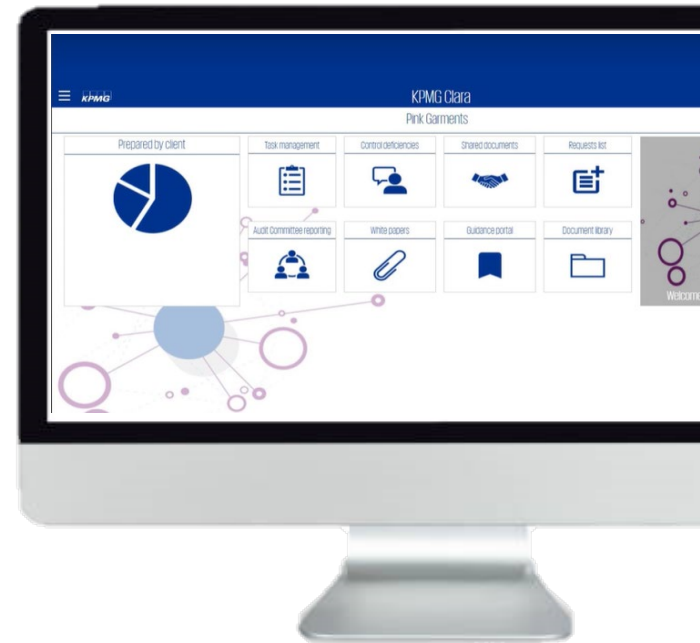 KPMG
KPMG Clara
Pink Garments
Prepared by client
Task management
Control deficiencies
Shared documents
Requests list
Audit Committee reporting
White papers
Guidance portal
Document library
Welcome